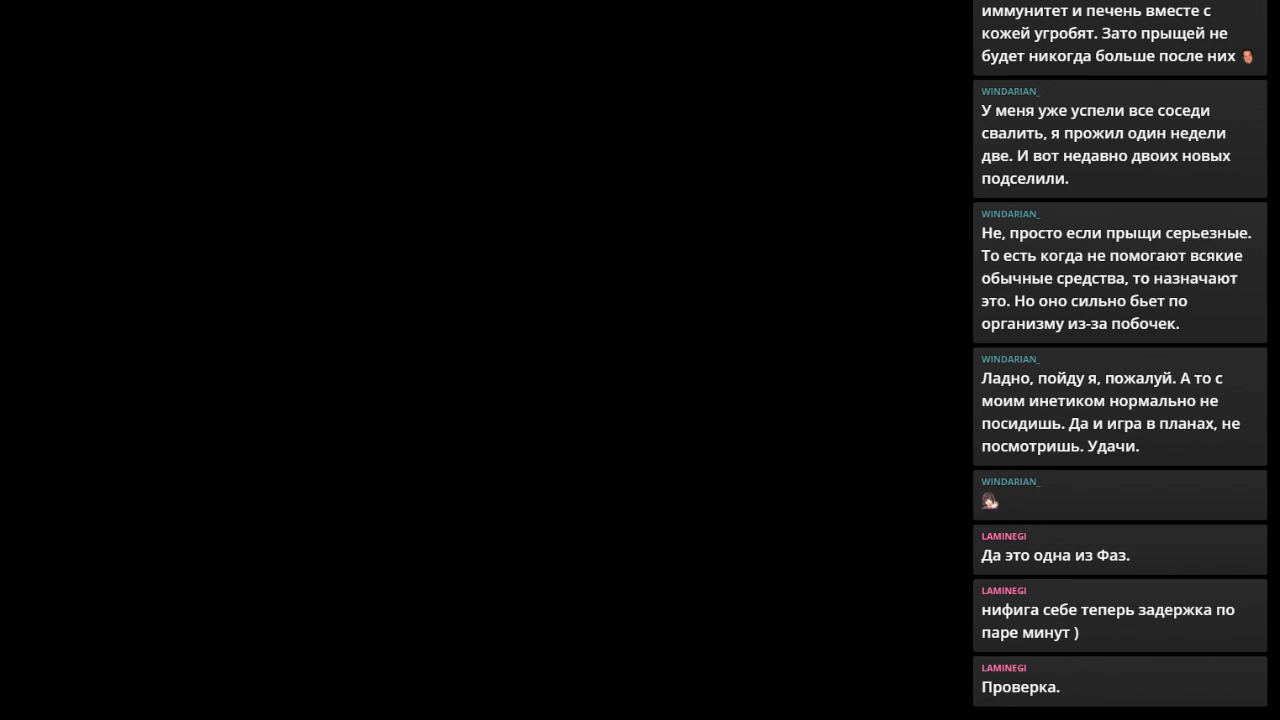 иммунитет и печень вместе с
кожей угробят. Зато прыщей не
будет никогда больше после них
WINDARIAN_
У меня уже успели все соседи
свалить, я прожил один недели
две. И вот недавно двоих новых
подселили.
WINDARIAN_
Не, просто если прыщи серьезные.
То есть когда не помогают всякие
обычные средства, то назначают
это. Но оно сильно бьет по
организму из-за побочек.
WINDARIAN_
Ладно, пойду я, пожалуй. А то с
моим инетиком нормально не
посидишь. Да и игра в планах, не
посмотришь. Удачи.
WINDARIAN_
LAMINEGI
Да это одна из Фаз.
LAMINEGI
нифига себе теперь задержка по
паре минут )
LAMINEGI
Проверка.